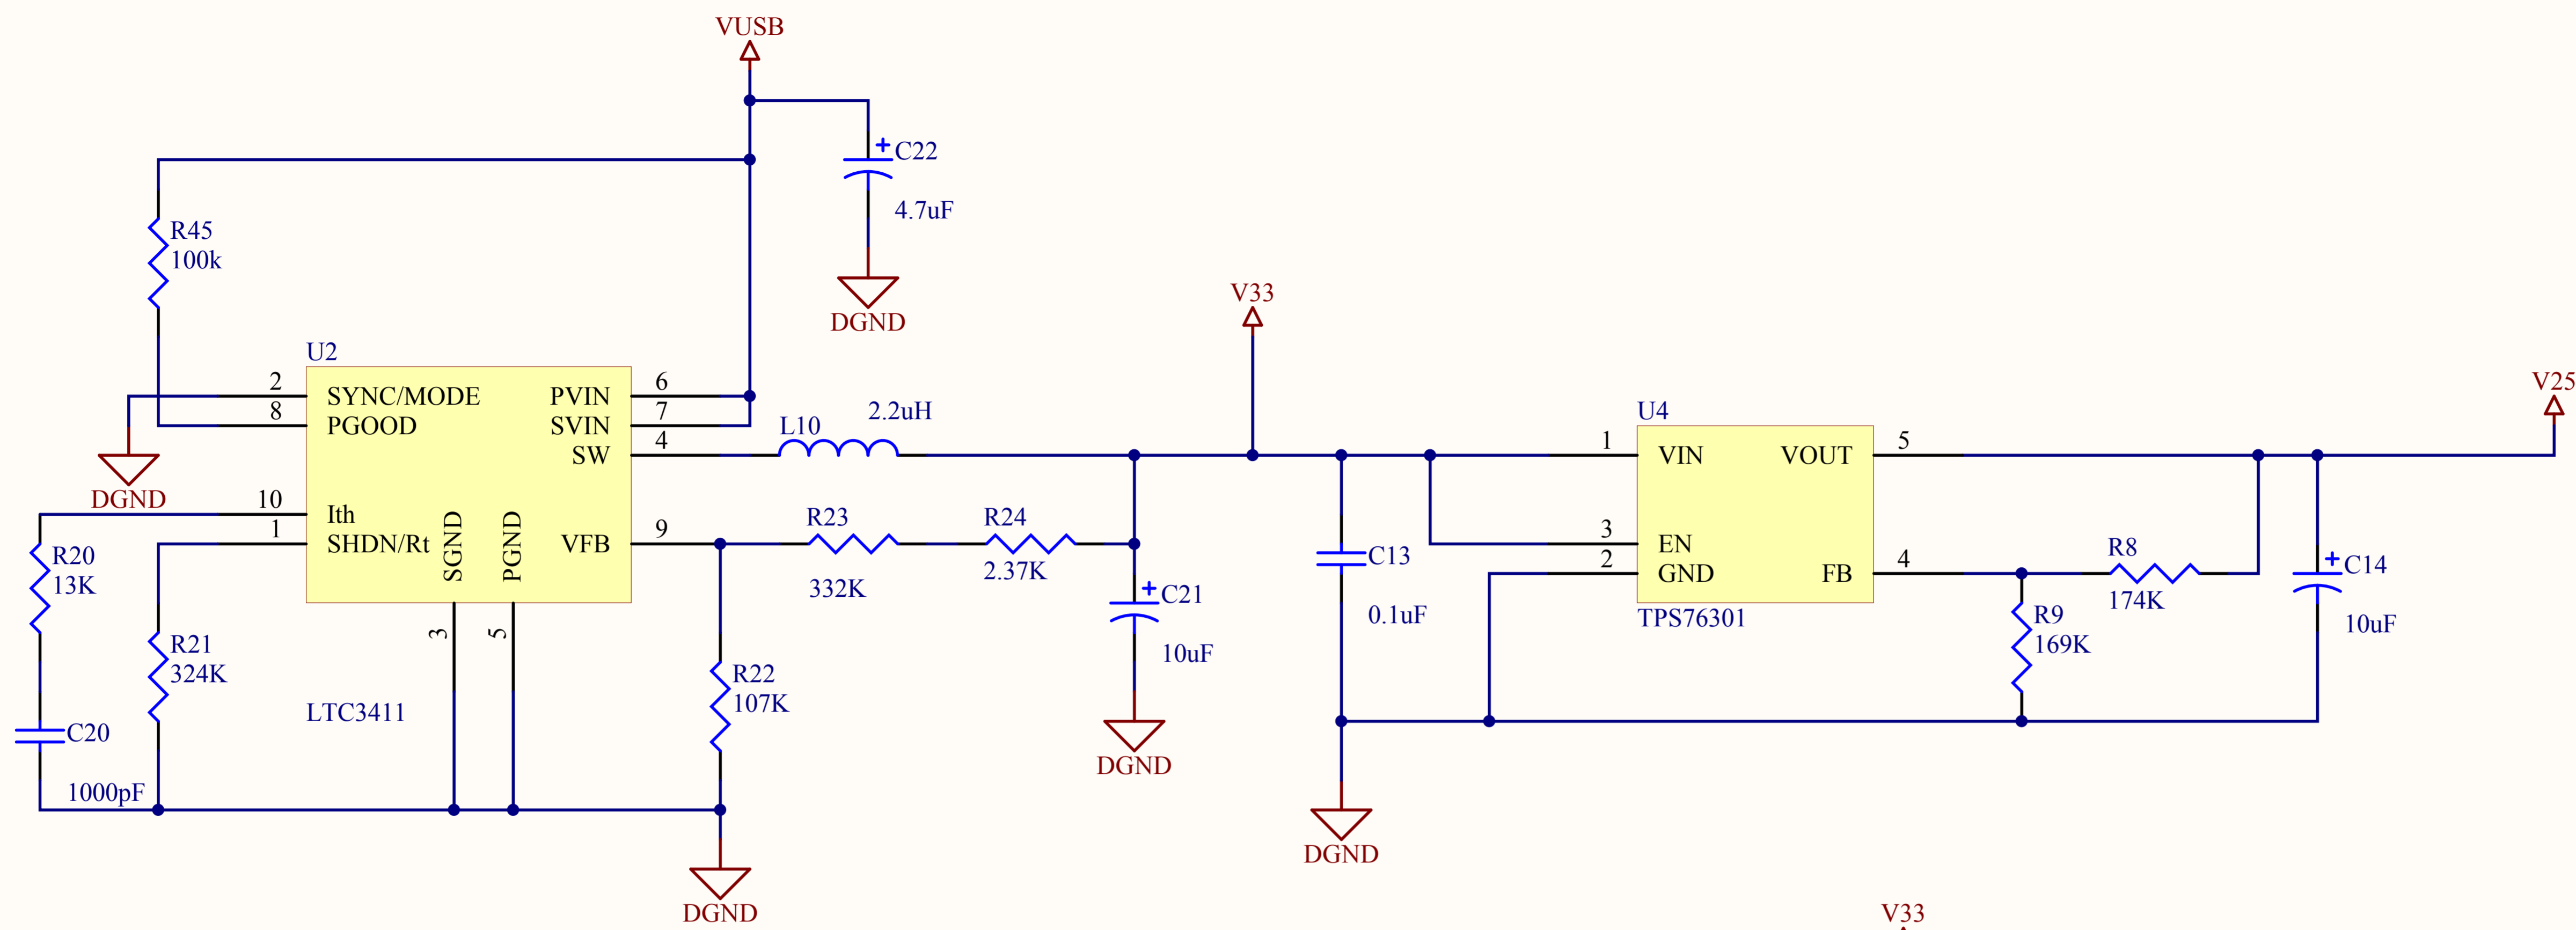 VUSB
C22
4.7uF
DGND
R45
100k
U2
2
8
SYNC/MODE
PGOOD
PVIN
SVIN
SW
6
7
4
L10
2.2uH
DGND
10
1
Ith
SHDN/Rt
SGND
PGND
VFB
9
3
5
LTC3411
R20
13K
C20
1000pF
R21
324K
R22
107K
DGND
R23
332K
R24
2.37K
C21
10uF
DGND
V33
C13
0.1uF
DGND
U4
1
3
2
VIN
EN
GND
VOUT
FB
5
4
TPS76301
R8
174K
R9
169K
C14
10uF
V25
V33